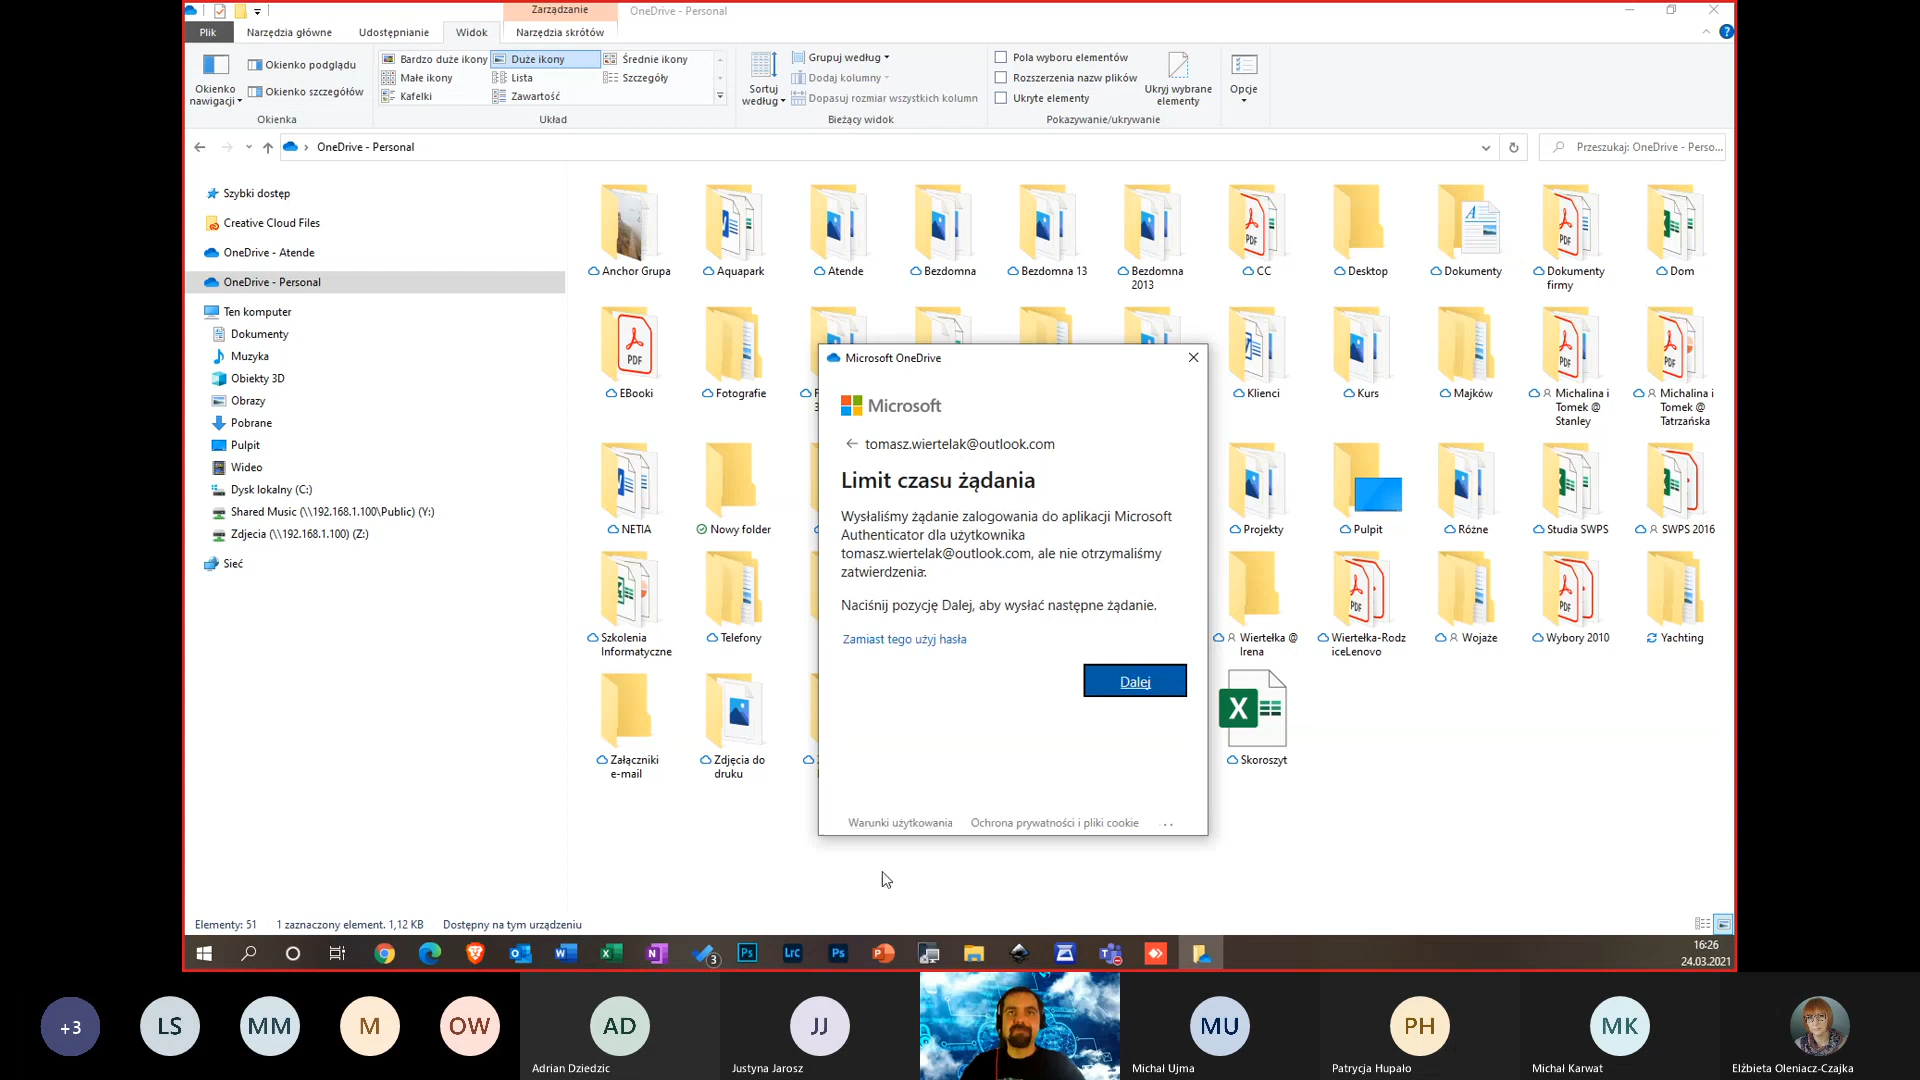 Zarządzanie
OneDrive - Personal
Plik
Narzędzia główne
Udostępnianie
Widok
Narzędzia skrótów
Okienko nawigacji
Okienko podglądu
Okienko szczegółów
Okienka
Bardzo duże ikony
Duże ikony
Średnie ikony
Małe ikony
Lista
Szczegóły
Kafelki
Zawartość
Układ
Sortuj według
Grupuj według
Dodaj kolumny
Dopasuj rozmiar wszystkich kolumn
Bieżący widok
Pola wyboru elementów
Rozszerzenia nazw plików
Ukryte elementy
Ukryj wybrane elementy
Pokazywanie/ukrywanie
Opcje
OneDrive - Personal
Przeszukaj: OneDrive - Perso...
Szybki dostęp
Creative Cloud Files
OneDrive - Atende
OneDrive - Personal
Ten komputer
Dokumenty
Muzyka
Obiekty 3D
Obrazy
Pobrane
Pulpit
Wideo
Dysk lokalny (C:)
Shared Music (\\192.168.1.100\Public) (Y:)
Zdjecia (\\192.168.1.100) (Z:)
Sieć
Anchor Grupa
Aquapark
Atende
Bezdomna
Bezdomna 13
Bezdomna 2013
CC
Desktop
Dokumenty
Dokumenty firmy
Dom
EBooki
Fotografie
Klienci
Kurs
Majków
Michalina i Tomek @ Stanley
Michalina i Tomek @ Tatrzańska
NETIA
Nowy folder
Projekty
Pulpit
Różne
Studia SWPS
SWPS 2016
Szkolenia Informatyczne
Telefony
Wiertełka @ Irena
Wiertełka-RodziceLenovo
Wojaże
Wybory 2010
Yachting
Załączniki e-mail
Zdjęcia do druku
Skoroszyt
Microsoft OneDrive
Microsoft
tomasz.wiertelak@outlook.com
Limit czasu żądania
Wysłaliśmy żądanie zalogowania do aplikacji Microsoft
Authenticator dla użytkownika
tomasz.wiertelak@outlook.com, ale nie otrzymaliśmy
zatwierdzenia.
Naciśnij pozycję Dalej, aby wysłać następne żądanie.
Zamiast tego użyj hasła
Dalej
Warunki użytkowania
Ochrona prywatności i pliki cookie
Elementy: 51
1 zaznaczony element. 1,12 KB
Dostępny na tym urządzeniu
16:26
24.03.2021
+3
LS
MM
M
OW
AD
Adrian Dziedzic
JJ
Justyna Jarosz
MU
Michał Ujma
PH
Patrycja Hupało
MK
Michał Karwat
Elżbieta Oleniacz-Czajka